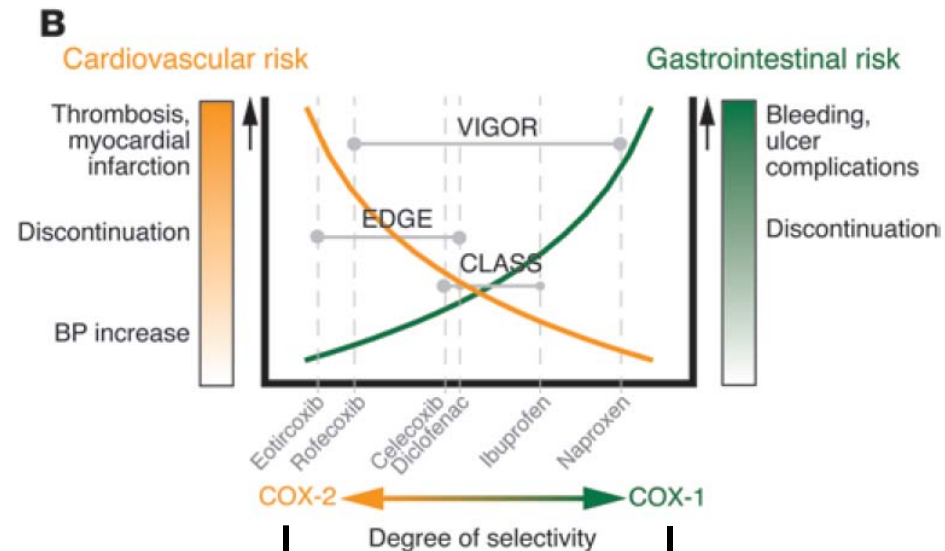 B
Cardiovascular risk
Gastrointestinal risk
Thrombosis,
myocardial
infarction
Discontinuation
BP increase
VIGOR
EDGE
CLASS
Bleeding,
ulcer
complications
Discontinuation
Eotircoxib
Rofecoxib
Celecoxib
Diclofenac
Ibuprofen
Naproxen
COX-2
COX-1
Degree of selectivity